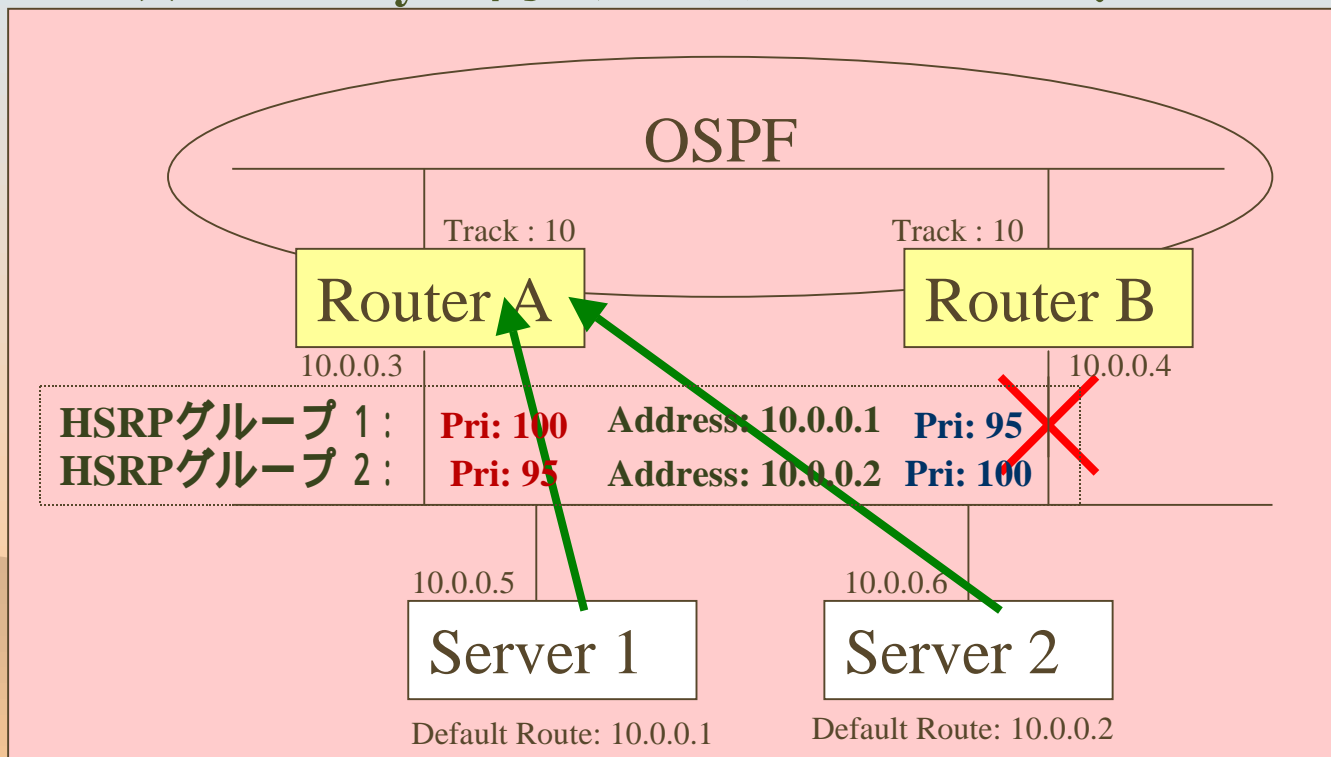 OSPF
Track : 10
Track : 10
Router A
Router B
10.0.0.3
10.0.0.4
HSRPグループ 1: Pri: 100 Address: 10.0.0.1 Pri: 95
HSRPグループ 2: Pri: 95 Address: 10.0.0.2 Pri: 100
10.0.0.5
10.0.0.6
Server 1
Server 2
Default Route: 10.0.0.1
Default Route: 10.0.0.2